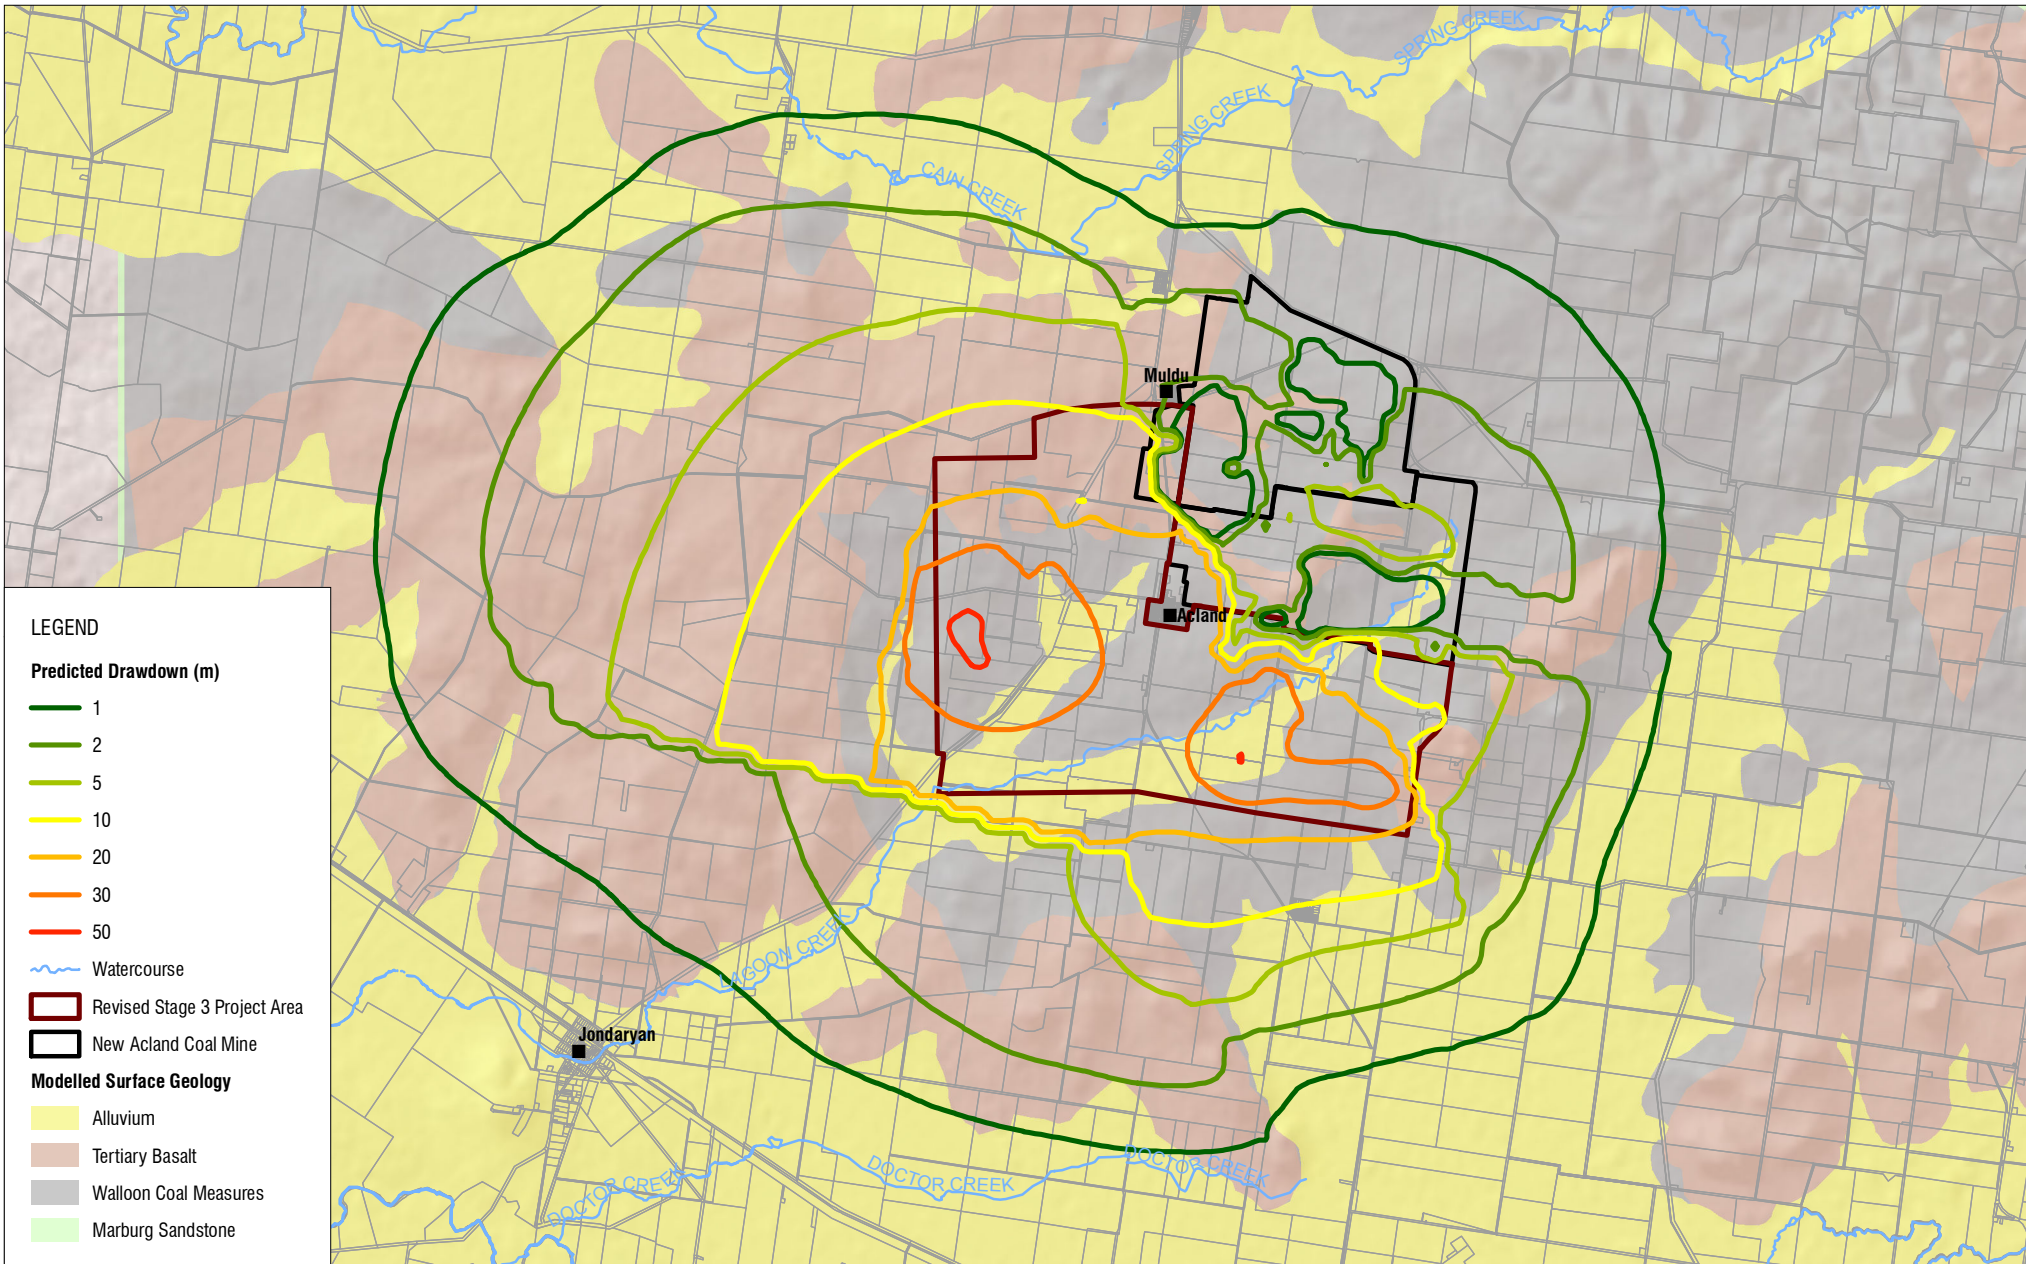 SPRING CREEK
SPRING CREEK
CAIN CREEK
Muldu
Acland
LAGOON CREEK
Jondaryan
DOCTOR CREEK
DOCTOR CREEK
DOCTOR CREEK
LEGEND
Predicted Drawdown (m)
1
2
5
10
20
30
50
Watercourse
Revised Stage 3 Project Area
New Acland Coal Mine
Modelled Surface Geology
Alluvium
Tertiary Basalt
Walloon Coal Measures
Marburg Sandstone